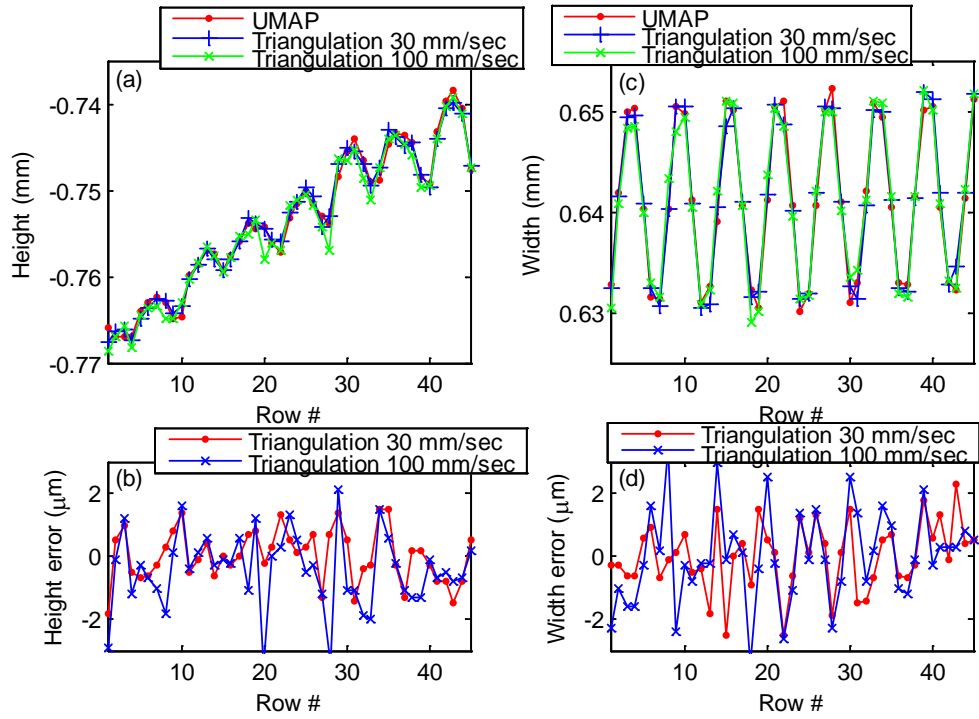 UMAP
Triangulation 30 mm/sec
Triangulation 100 mm/sec
(a)
-0.74
-0.75
-0.76
-0.77
Height (mm)
10
20
30
40
Row #
UMAP
Triangulation 30 mm/sec
Triangulation 100 mm/sec
(c)
0.65
0.64
0.63
Width (mm)
10
20
30
40
Row #
Triangulation 30 mm/sec
Triangulation 100 mm/sec
(b)
2
0
-2
Height error (μm)
10
20
30
40
Row #
Triangulation 30 mm/sec
Triangulation 100 mm/sec
(d)
2
0
-2
Width error (μm)
10
20
30
40
Row #